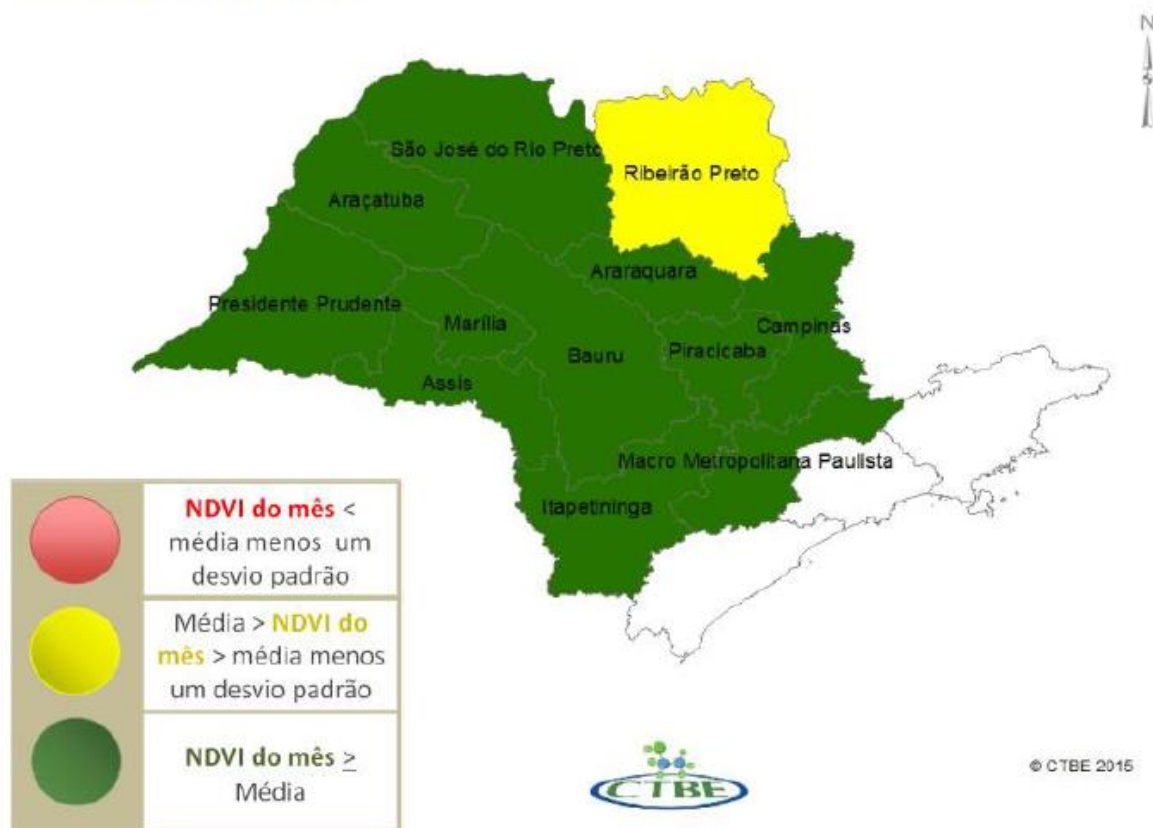 N
São José do Rio Preto
Ribeirão Preto
Araçatuba
Araraquara
Presidente Prudente
Marília
Campinas
Bauru
Piracicaba
Assis
Macro Metropolitana Paulista
Itapetininga
NDVI do mês <
média menos um
desvio padrão
Média > NDVI do
mês > média menos
um desvio padrão
NDVI do mês ≥
Média
CTBE
© CTBE 2015